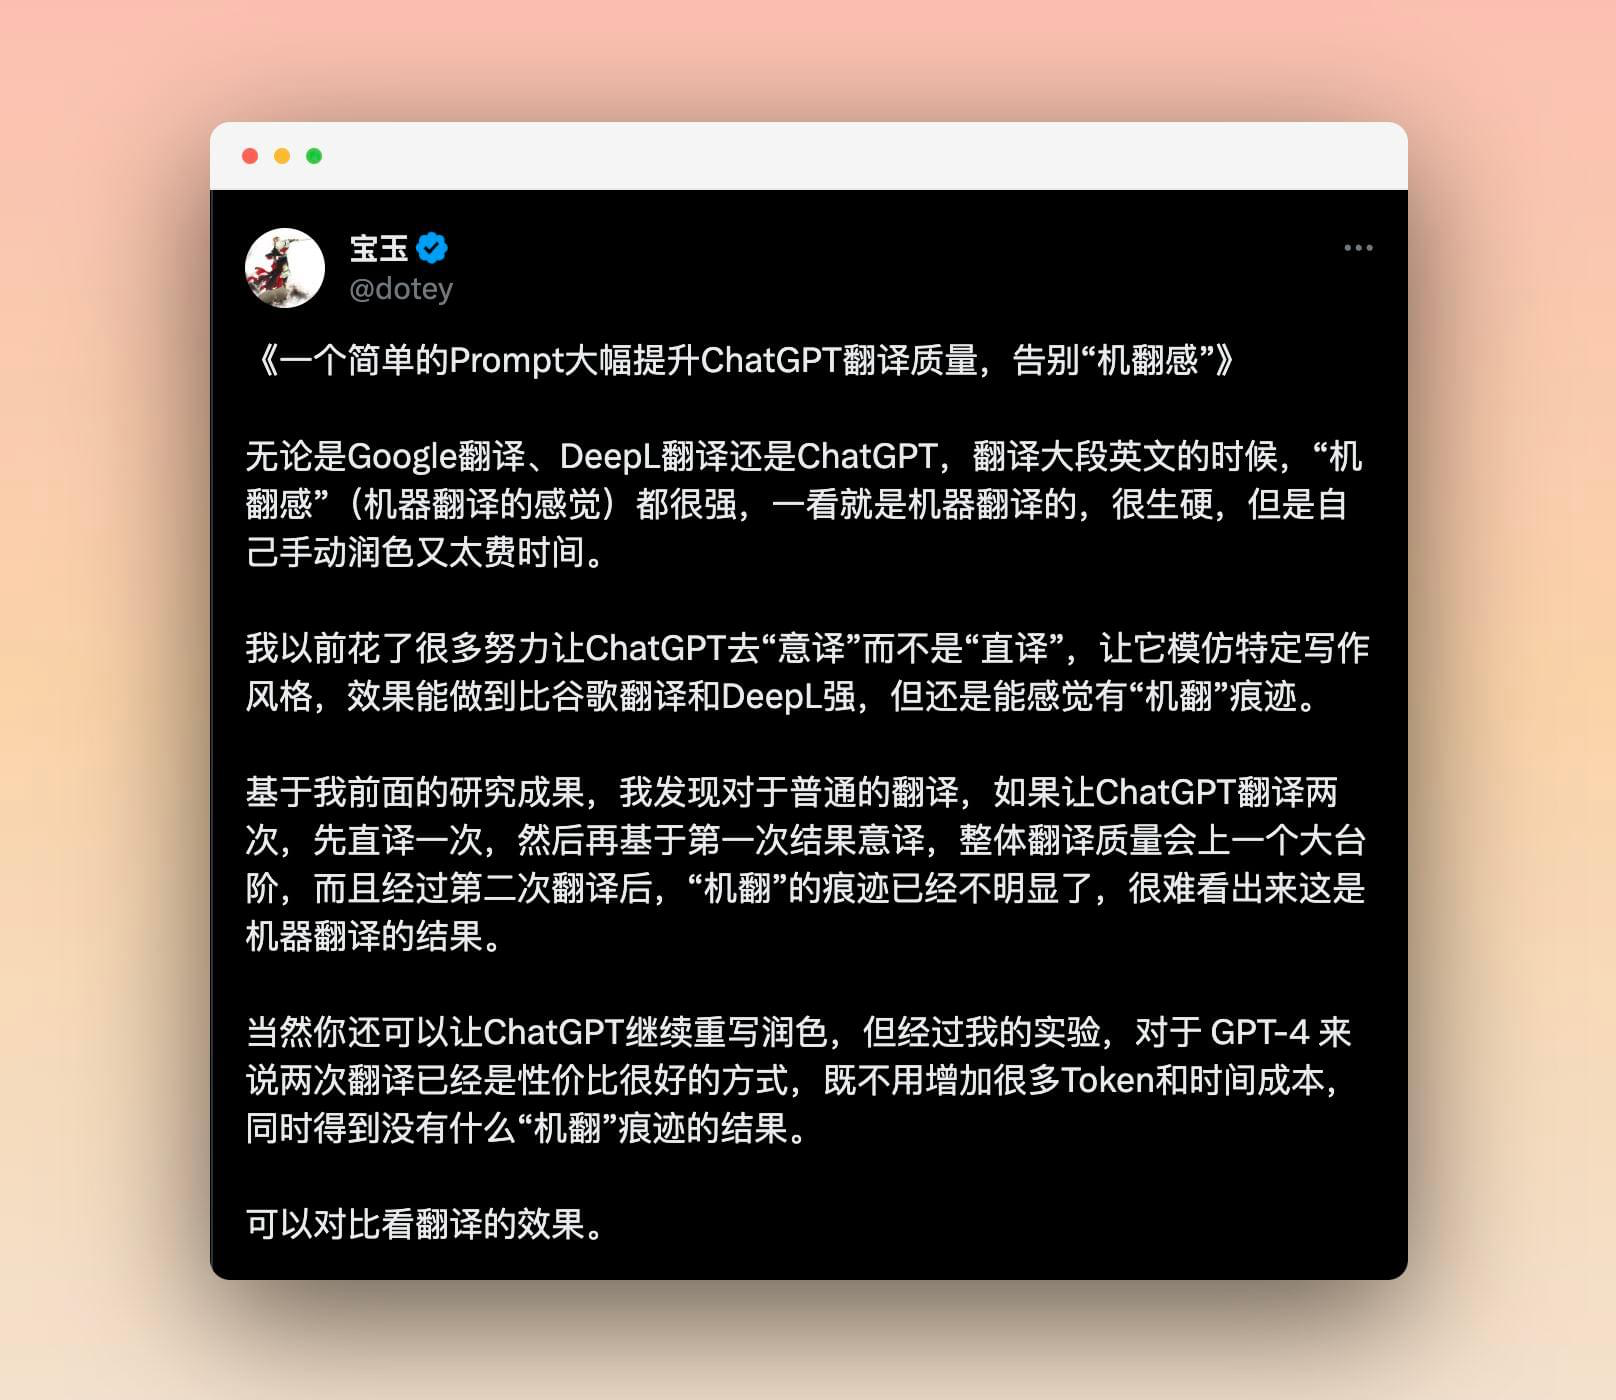 宝玉
@dotey
《一个简单的Prompt大幅提升ChatGPT翻译质量，告别“机翻感”》
无论是Google翻译、DeepL翻译还是ChatGPT，翻译大段英文的时候，“机
翻感”（机器翻译的感觉）都很强，一看就是机器翻译的，很生硬，但是自
己手动润色又太费时间。
我以前花了很多努力让ChatGPT去“意译”而不是“直译”，让它模仿特定写作
风格，效果能做到比谷歌翻译和DeepL强，但还是能感觉有“机翻”痕迹。
基于我前面的研究成果，我发现对于普通的翻译，如果让ChatGPT翻译两
次，先直译一次，然后再基于第一次结果意译，整体翻译质量会上一个大台
阶，而且经过第二次翻译后，“机翻”的痕迹已经不明显了，很难看出来这是
机器翻译的结果。
当然你还可以让ChatGPT继续重写润色，但经过我的实验，对于 GPT-4 来
说两次翻译已经是性价比很好的方式，既不用增加很多Token和时间成本，
同时得到没有什么“机翻”痕迹的结果。
可以对比看翻译的效果。